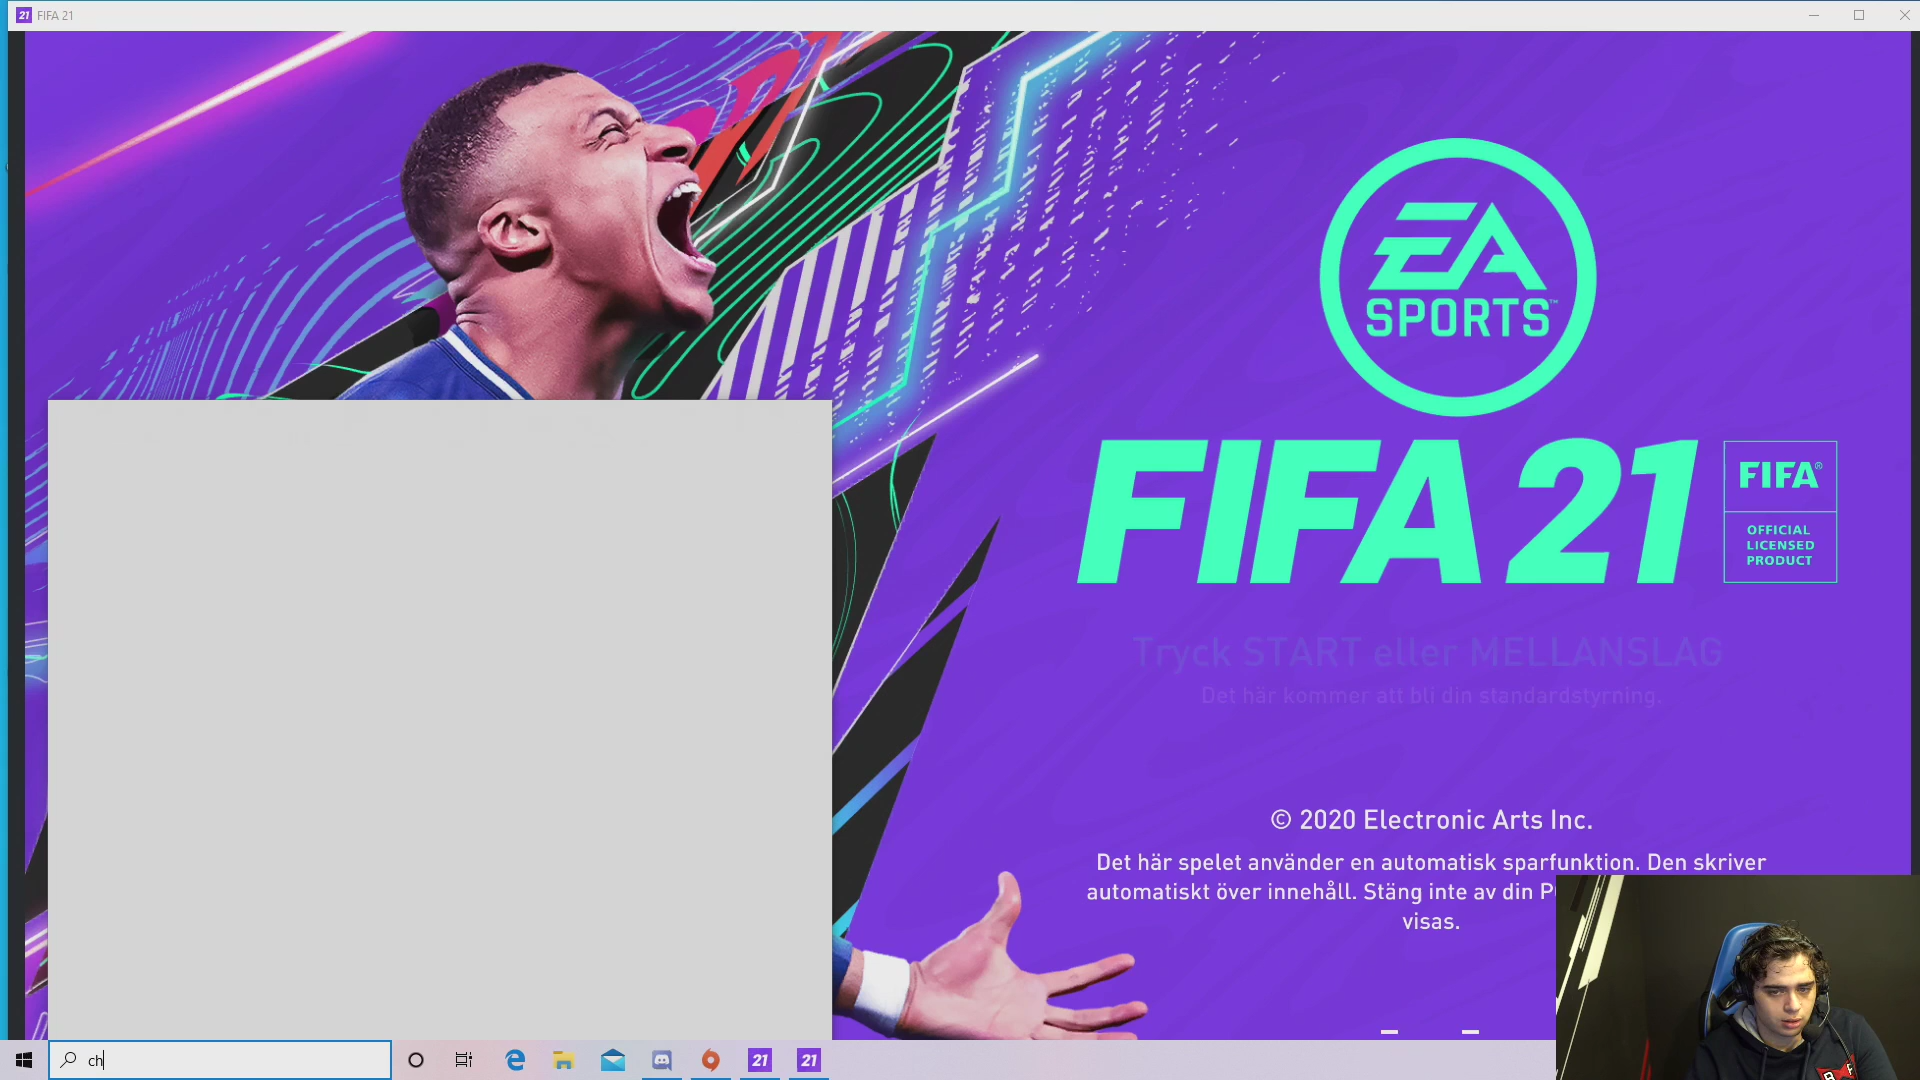 21 FIFA 21
EA
SPORTS™
FIFA 21
FIFA®
OFFICIAL
LICENSED
PRODUCT
Tryck START eller MELLANSLAG
Det här kommer att bli din standardstyrning.
© 2020 Electronic Arts Inc.
Det här spelet använder en automatisk sparfunktion. Den skriver
automatiskt över innehåll. Stäng inte av din
visas.
ch
21
21